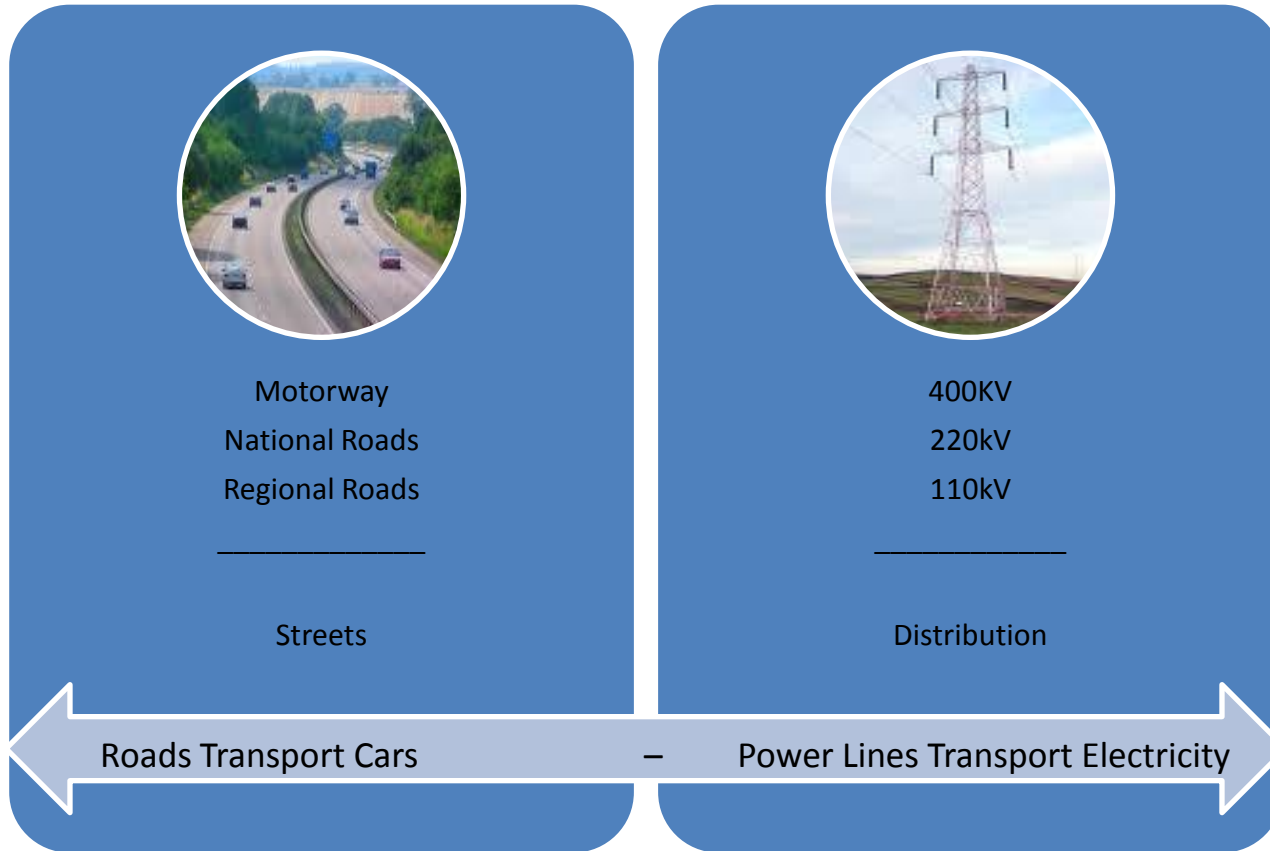 Motorway
National Roads
Regional Roads
_____________
Streets
400KV
220kV
110kV
____________
Distribution
Roads Transport Cars – Power Lines Transport Electricity